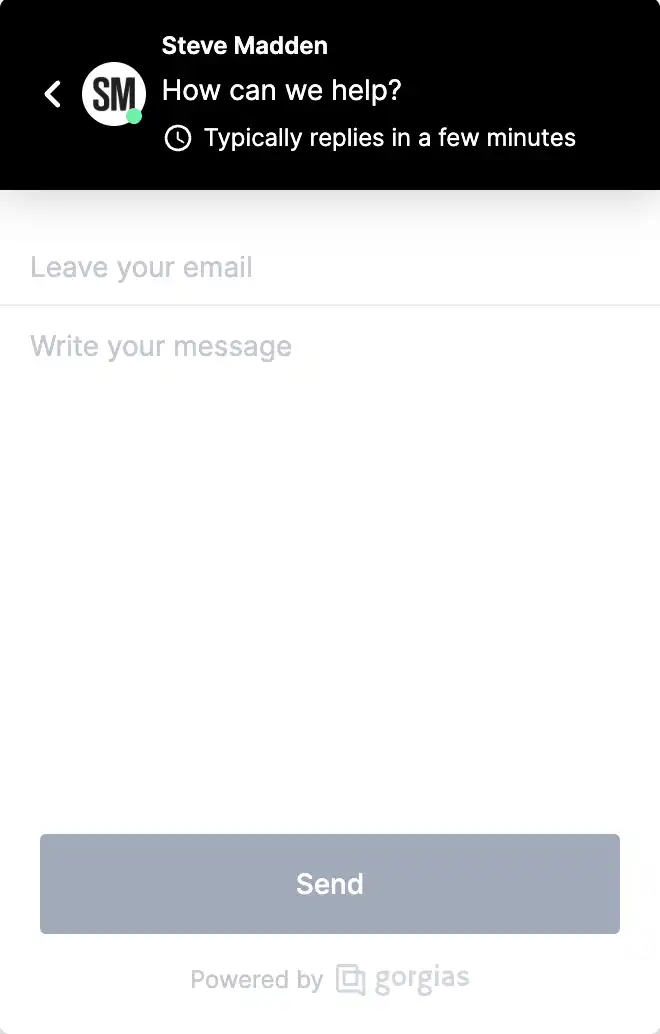 Steve Madden
SM
How can we help?
Typically replies in a few minutes
Leave your email
Write your message
Send
Powered by gorgias